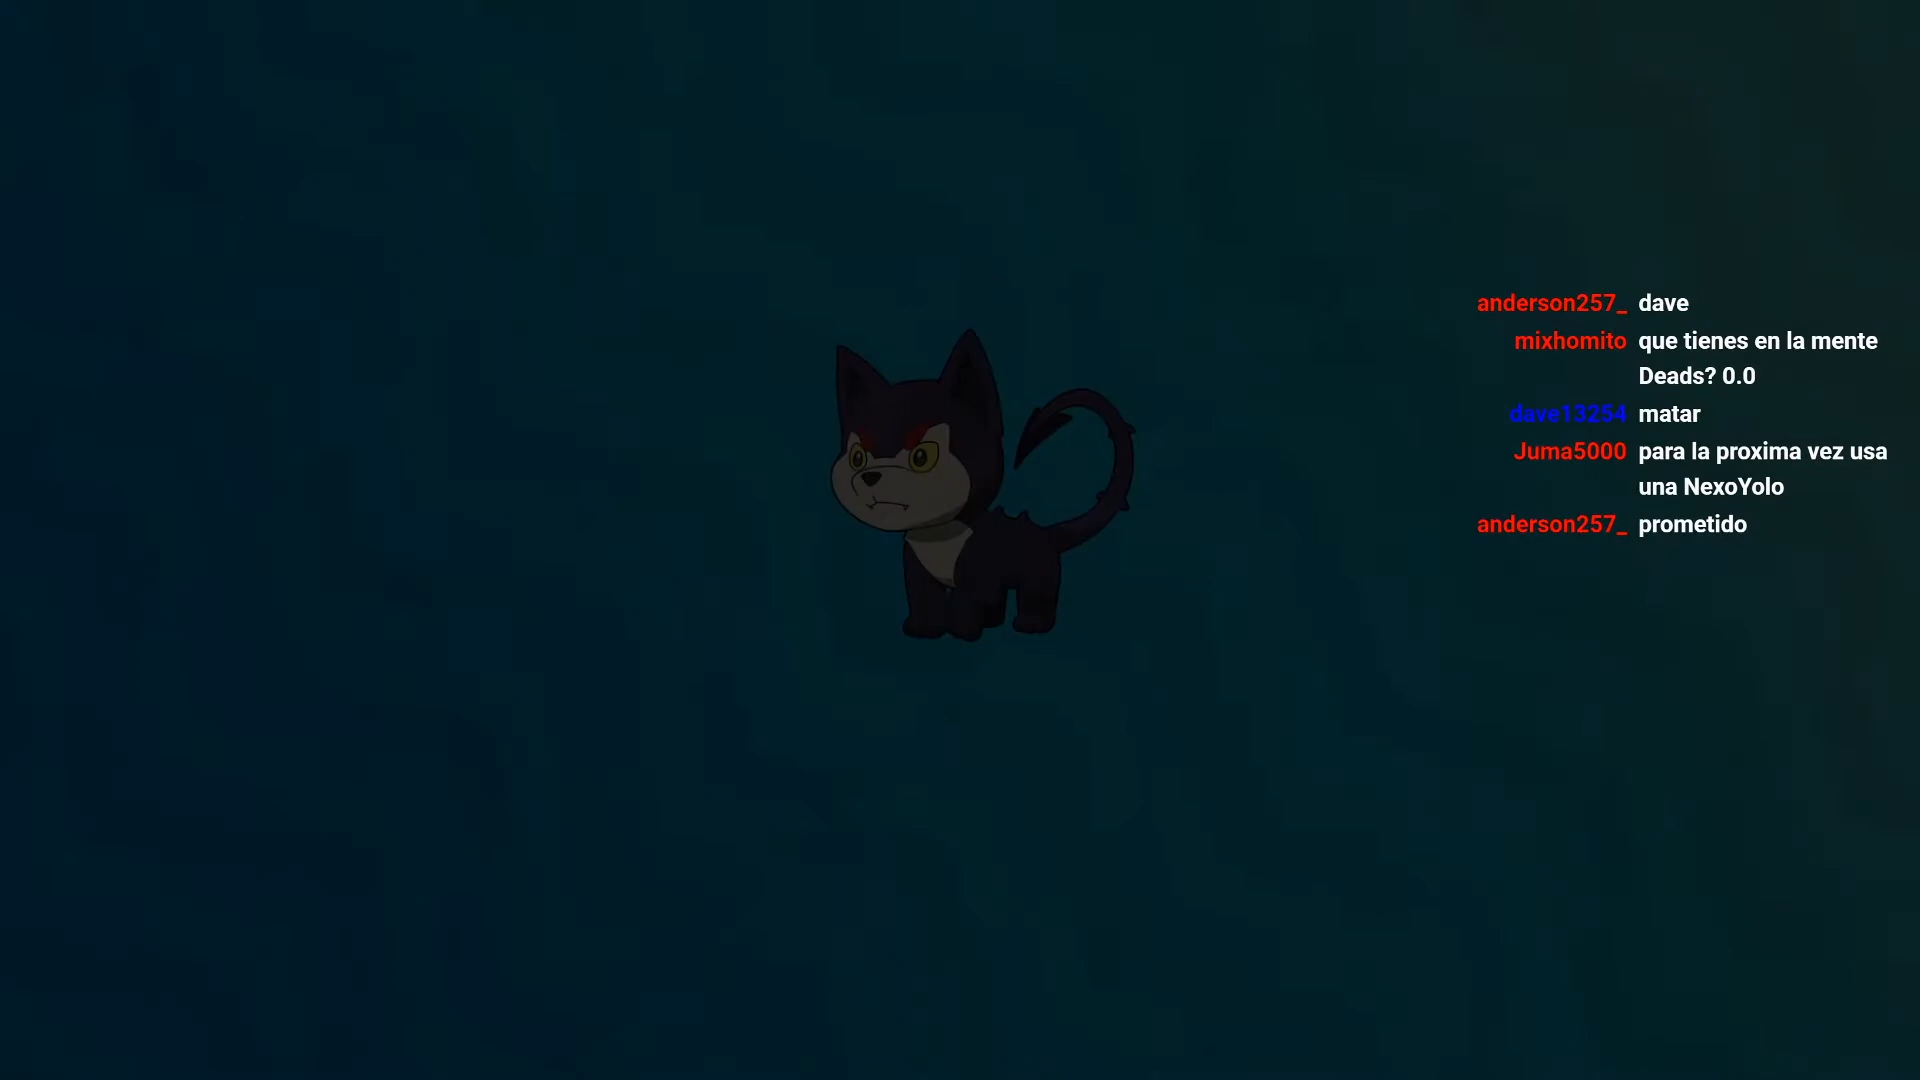 anderson257_ dave
mixhomito que tienes en la mente
Deads? 0.0
dave13254 matar
Juma5000 para la proxima vez usa
una NexoYolo
anderson257_ prometido